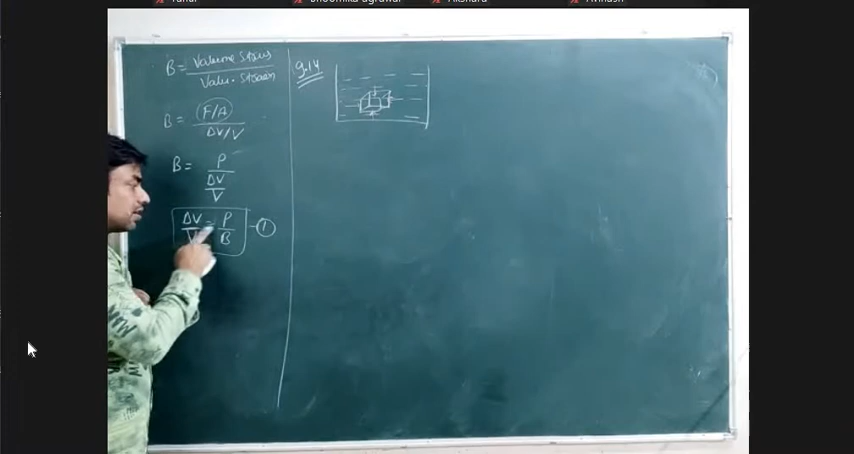 B = Volume stress
Volu. strain
B = (F/A)
ΔV/V
B = P
ΔV
V
ΔV = P - ①
V B
9.14